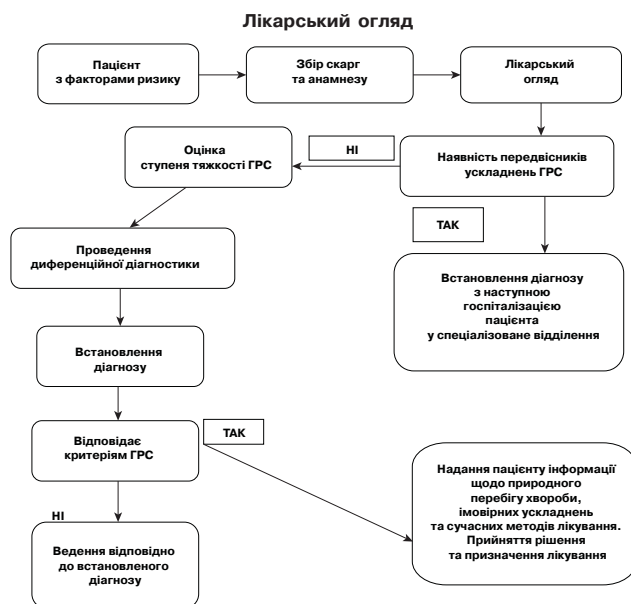 Лікарський огляд
Пацієнт
з факторами ризику
Збір скарг
та анамнезу
Лікарський
огляд
Оцінка
ступеня тяжкості ГРС
НІ
Наявність передвісників
ускладнень ГРС
ТАК
Проведення
диференційної діагностики
Встановлення діагнозу
з наступною
госпіталізацією
пацієнта
у спеціалізоване відділення
Встановлення
діагнозу
Відповідає
критеріям ГРС
ТАК
Надання пацієнту інформації
щодо природного
перебігу хвороби,
імовірних ускладнень
та сучасних методів лікування.
Прийняття рішення
та призначення лікування
НІ
Ведення відповідно
до встановленого
діагнозу